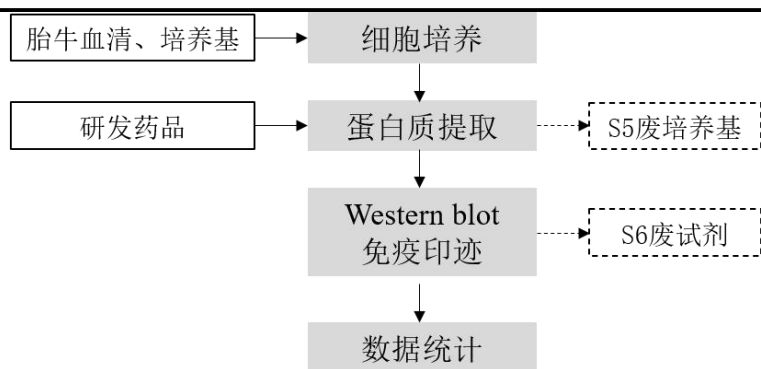 胎牛血清、培养基
细胞培养
研发药品
蛋白质提取
S5废培养基
Western blot
免疫印迹
S6废试剂
数据统计